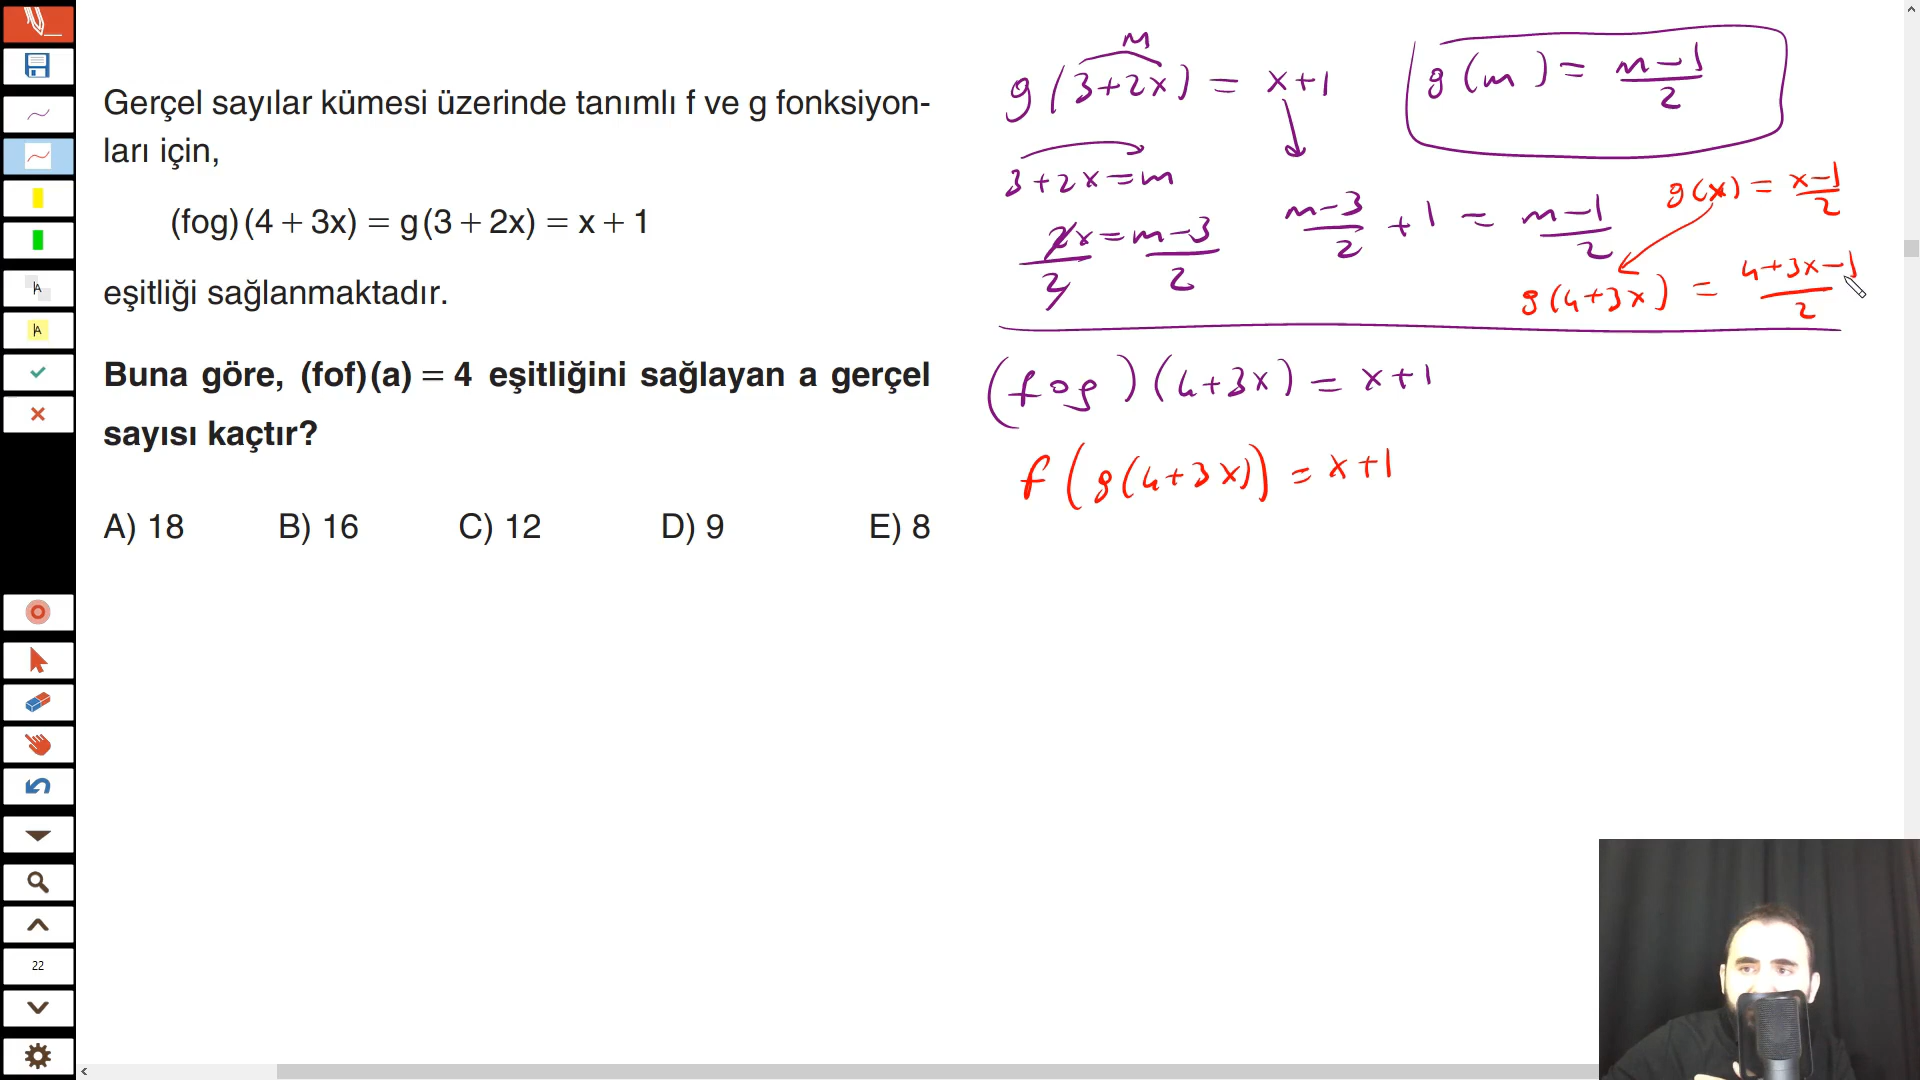 Gerçel sayılar kümesi üzerinde tanımlı f ve g fonksiyon-
ları için,
(fog)(4 + 3x) = g(3 + 2x) = x + 1
eşitliği sağlanmaktadır.
Buna göre, (fof)(a) = 4 eşitliğini sağlayan a gerçel
sayısı kaçtır?
A) 18 B) 16 C) 12 D) 9 E) 8
m
g(3+2x) = x+1
g(m) = m-1/2
3+2x=m
2x/2 = m-3/2
m-3/2 + 1 = m-1/2
g(x) = x-1/2
g(4+3x) = 4+3x-1/2
(fog)(4+3x) = x+1
f(g(4+3x)) = x+1
A
A
22